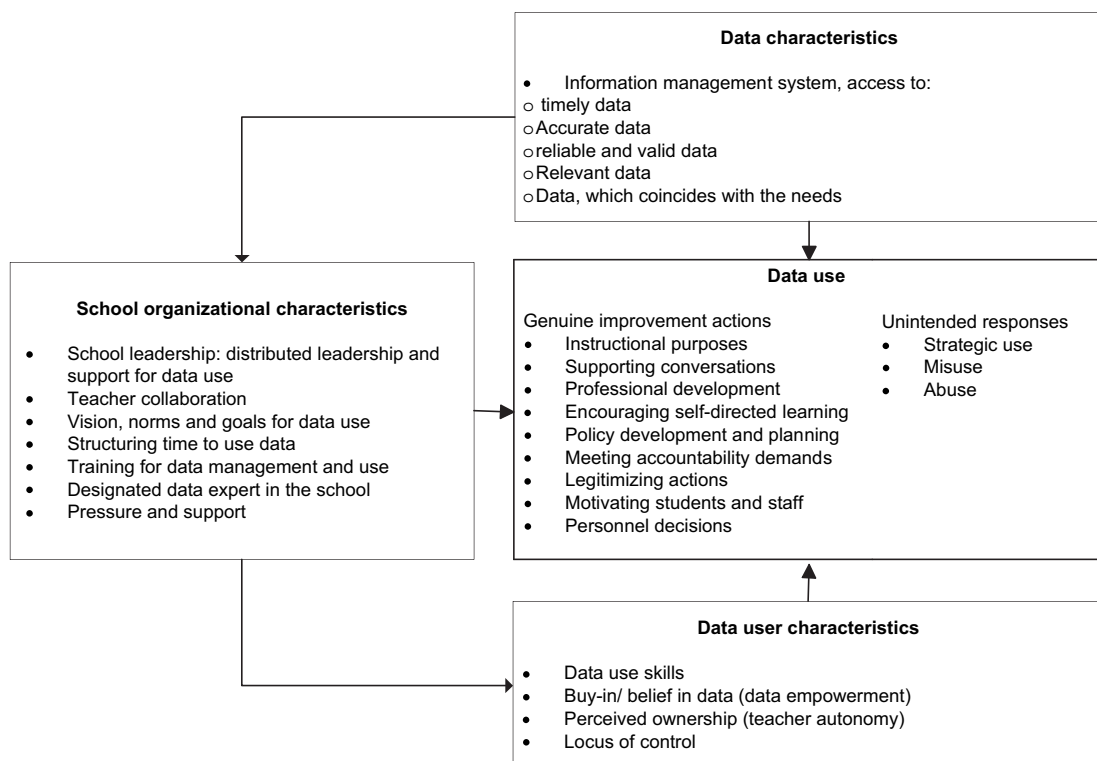 Data characteristics
• Information management system, access to:
o timely data
o Accurate data
o reliable and valid data
o Relevant data
o Data, which coincides with the needs
School organizational characteristics
• School leadership: distributed leadership and
support for data use
• Teacher collaboration
• Vision, norms and goals for data use
• Structuring time to use data
• Training for data management and use
• Designated data expert in the school
• Pressure and support
Data use
Genuine improvement actions
• Instructional purposes
• Supporting conversations
• Professional development
• Encouraging self-directed learning
• Policy development and planning
• Meeting accountability demands
• Legitimizing actions
• Motivating students and staff
• Personnel decisions
Unintended responses
• Strategic use
• Misuse
• Abuse
Data user characteristics
• Data use skills
• Buy-in/ belief in data (data empowerment)
• Perceived ownership (teacher autonomy)
• Locus of control